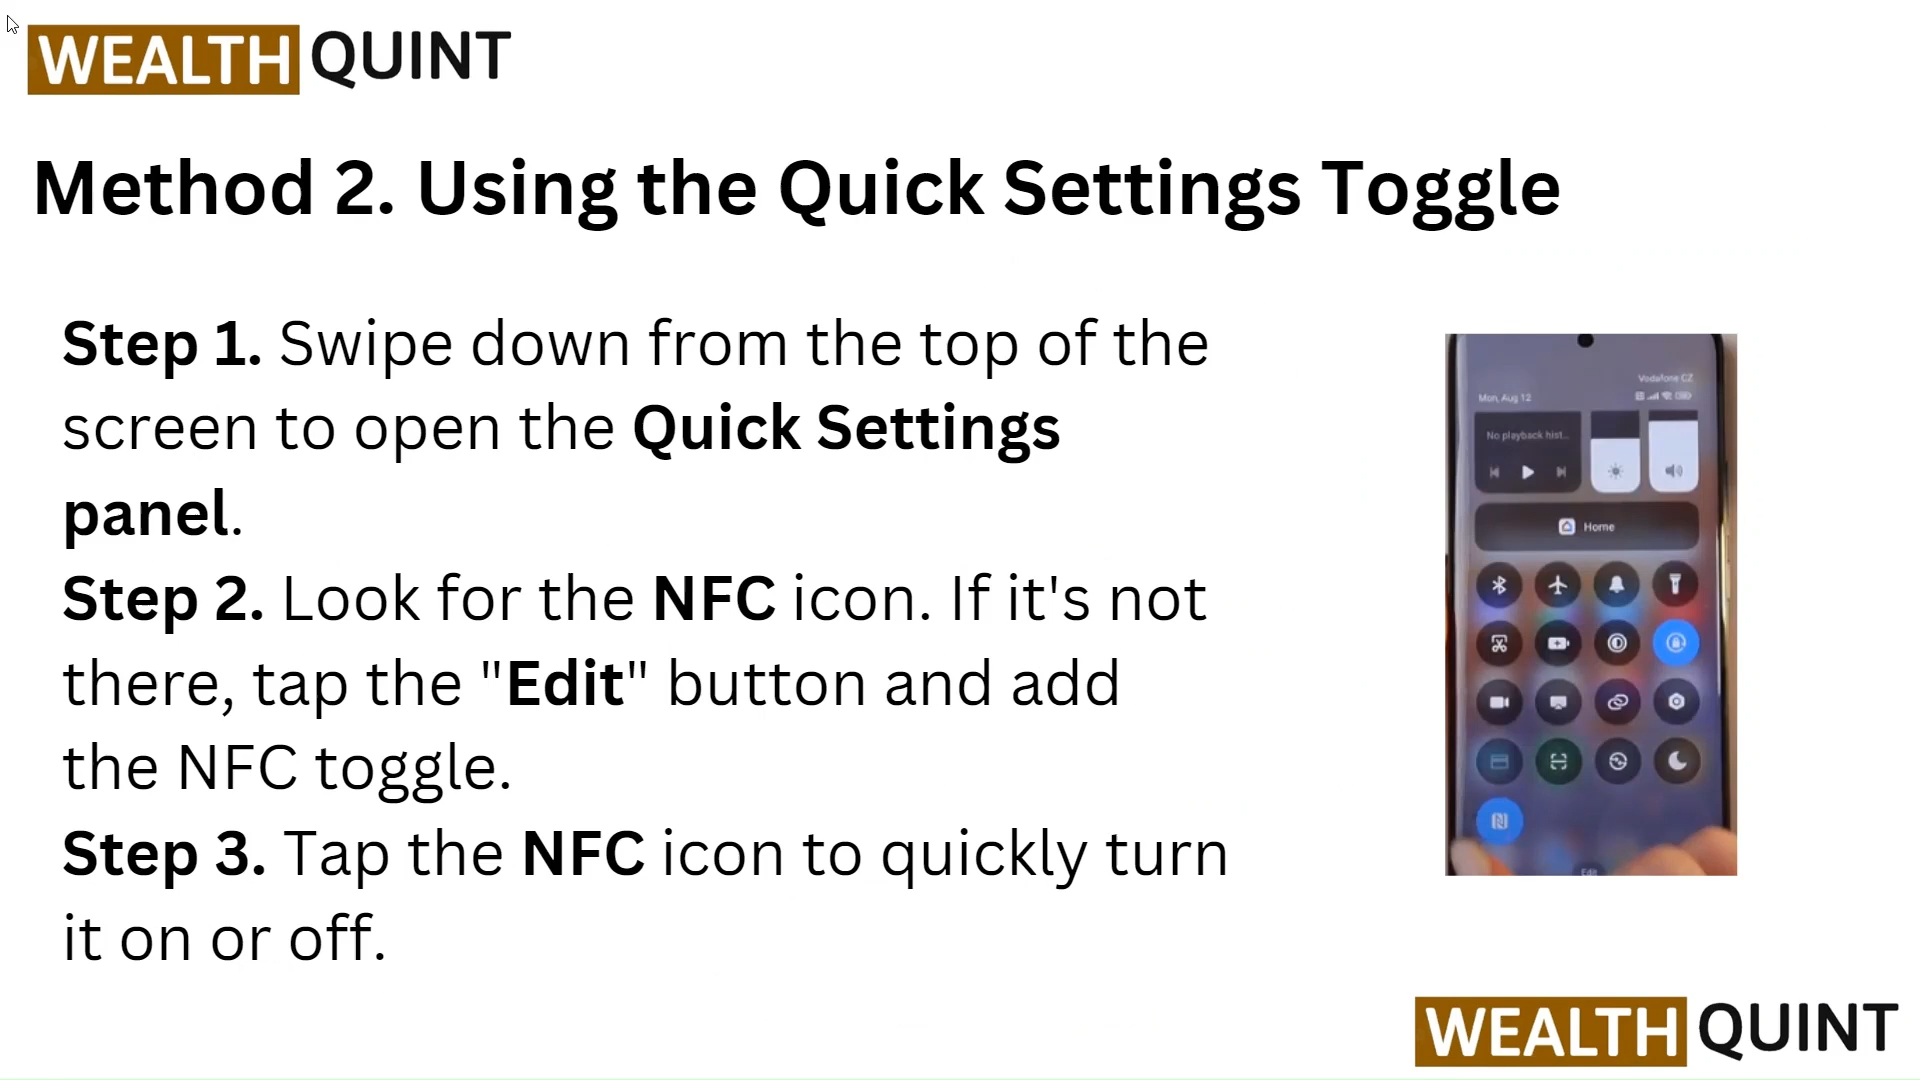 WEALTH QUINT
Method 2. Using the Quick Settings Toggle
Step 1. Swipe down from the top of the
screen to open the Quick Settings
panel.
Step 2. Look for the NFC icon. If it's not
there, tap the "Edit" button and add
the NFC toggle.
Step 3. Tap the NFC icon to quickly turn
it on or off.
Vodafone CZ
Mon, Aug 12
No playback hist...
Home
Edit
WEALTH QUINT